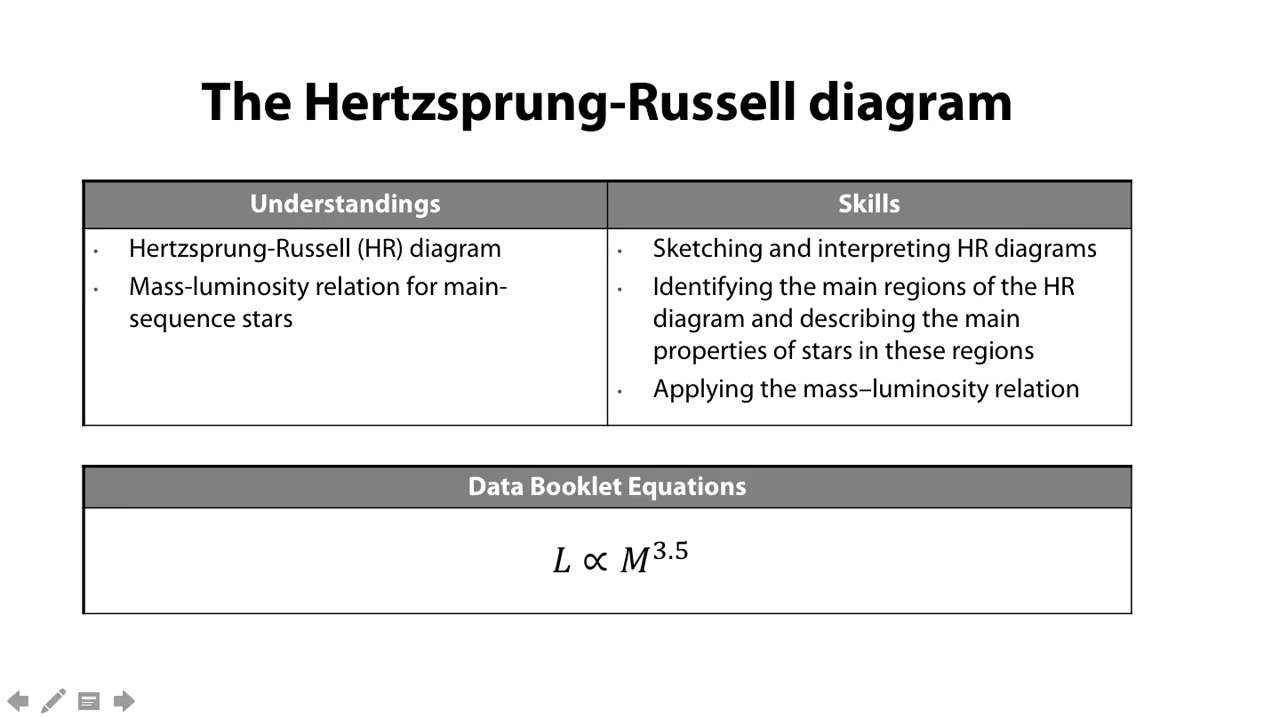 The Hertzsprung-Russell diagram
Understandings
· Hertzsprung-Russell (HR) diagram
· Mass-luminosity relation for main-
sequence stars
Skills
· Sketching and interpreting HR diagrams
· Identifying the main regions of the HR
diagram and describing the main
properties of stars in these regions
· Applying the mass–luminosity relation
Data Booklet Equations
L ∝ M^3.5